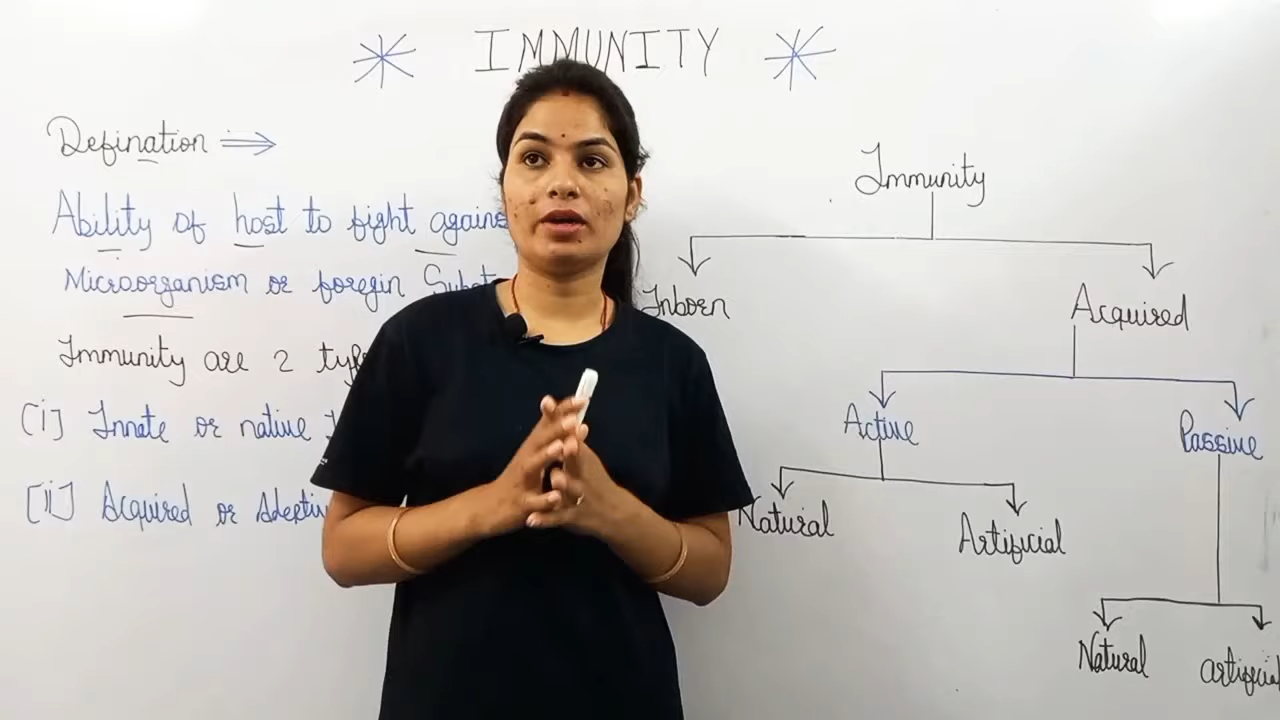 IMMUNITY
Defination ⇒
Ability of host to fight agains
Microorganism or foregin Subst
Immunity are 2 typ
(i) Innate or native I
(ii) Acquired or Adeptiv
Immunity
Inborn Acquired
Active Passive
Natural Artificial
Natural artificial